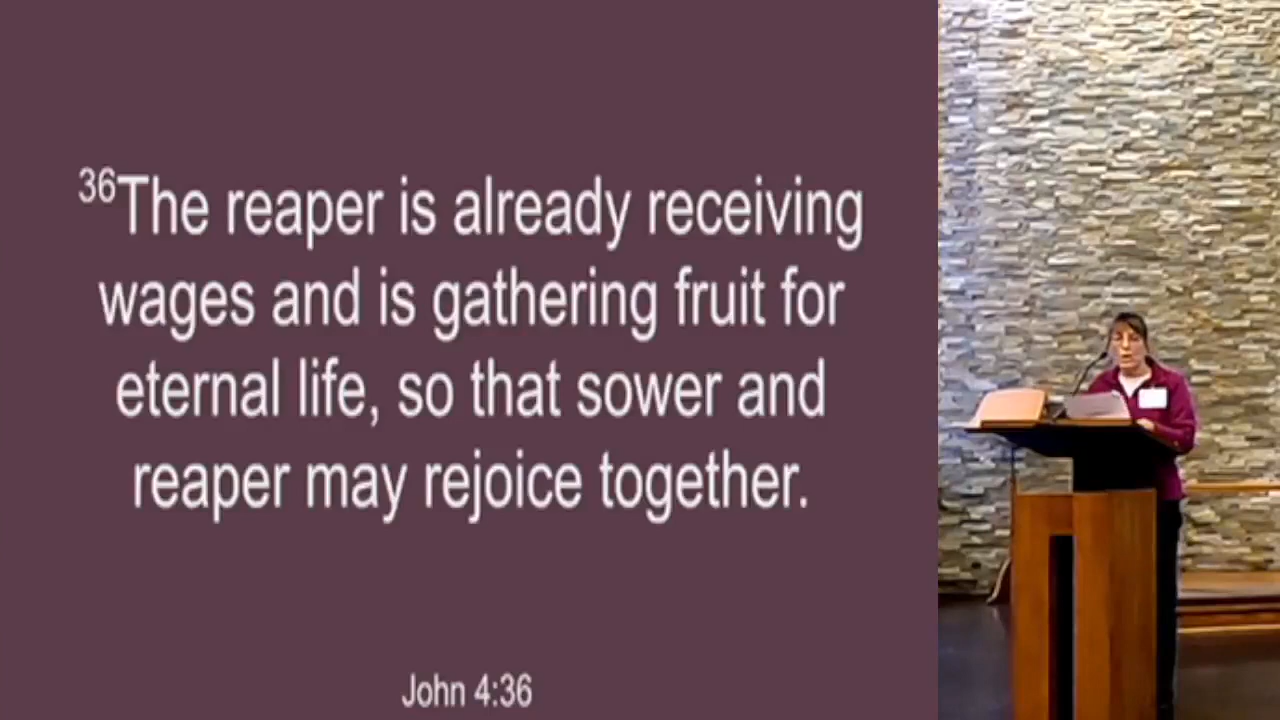 36The reaper is already receiving
wages and is gathering fruit for
eternal life, so that sower and
reaper may rejoice together.
John 4:36